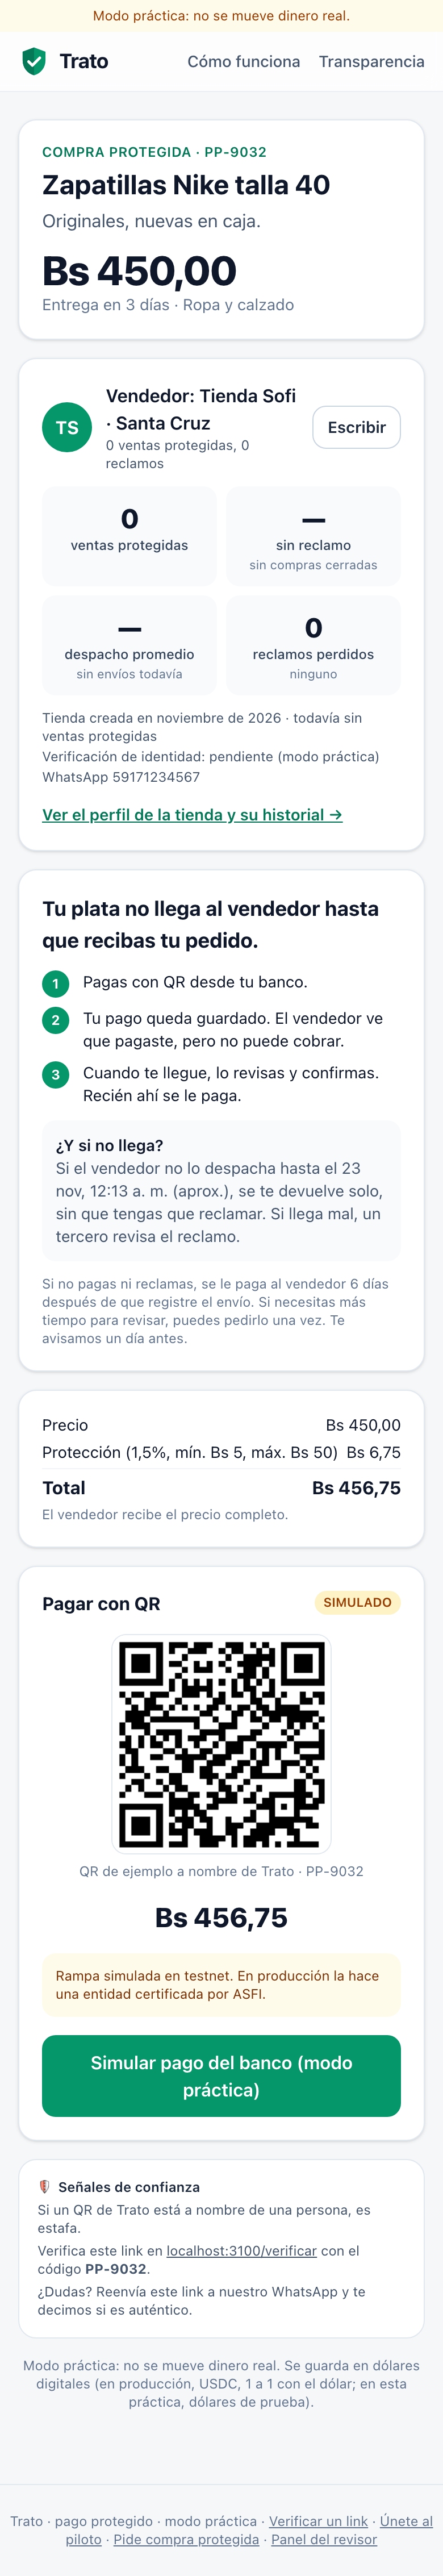 Modo práctica: no se mueve dinero real.
Trato
Cómo funciona
Transparencia
COMPRA PROTEGIDA · PP-9032
Zapatillas Nike talla 40
Originales, nuevas en caja.
Bs 450,00
Entrega en 3 días · Ropa y calzado
TS
Vendedor: Tienda Sofi
· Santa Cruz
0 ventas protegidas, 0
reclamos
Escribir
0
ventas protegidas
—
sin reclamo
sin compras cerradas
—
despacho promedio
sin envíos todavía
0
reclamos perdidos
ninguno
Tienda creada en noviembre de 2026 · todavía sin
ventas protegidas
Verificación de identidad: pendiente (modo práctica)
WhatsApp 59171234567
Ver el perfil de la tienda y su historial →
Tu plata no llega al vendedor hasta
que recibas tu pedido.
1 Pagas con QR desde tu banco.
2 Tu pago queda guardado. El vendedor ve
que pagaste, pero no puede cobrar.
3 Cuando te llegue, lo revisas y confirmas.
Recién ahí se le paga.
¿Y si no llega?
Si el vendedor no lo despacha hasta el 23
nov, 12:13 a. m. (aprox.), se te devuelve solo,
sin que tengas que reclamar. Si llega mal, un
tercero revisa el reclamo.
Si no pagas ni reclamas, se le paga al vendedor 6 días
después de que registre el envío. Si necesitas más
tiempo para revisar, puedes pedirlo una vez. Te
avisamos un día antes.
Precio Bs 450,00
Protección (1,5%, mín. Bs 5, máx. Bs 50) Bs 6,75
Total Bs 456,75
El vendedor recibe el precio completo.
Pagar con QR
SIMULADO
QR de ejemplo a nombre de Trato · PP-9032
Bs 456,75
Rampa simulada en testnet. En producción la hace
una entidad certificada por ASFI.
Simular pago del banco (modo
práctica)
Señales de confianza
Si un QR de Trato está a nombre de una persona, es
estafa.
Verifica este link en localhost:3100/verificar con el
código PP-9032.
¿Dudas? Reenvía este link a nuestro WhatsApp y te
decimos si es auténtico.
Modo práctica: no se mueve dinero real. Se guarda en dólares
digitales (en producción, USDC, 1 a 1 con el dólar; en esta
práctica, dólares de prueba).
Trato · pago protegido · modo práctica · Verificar un link · Únete al
piloto · Pide compra protegida · Panel del revisor